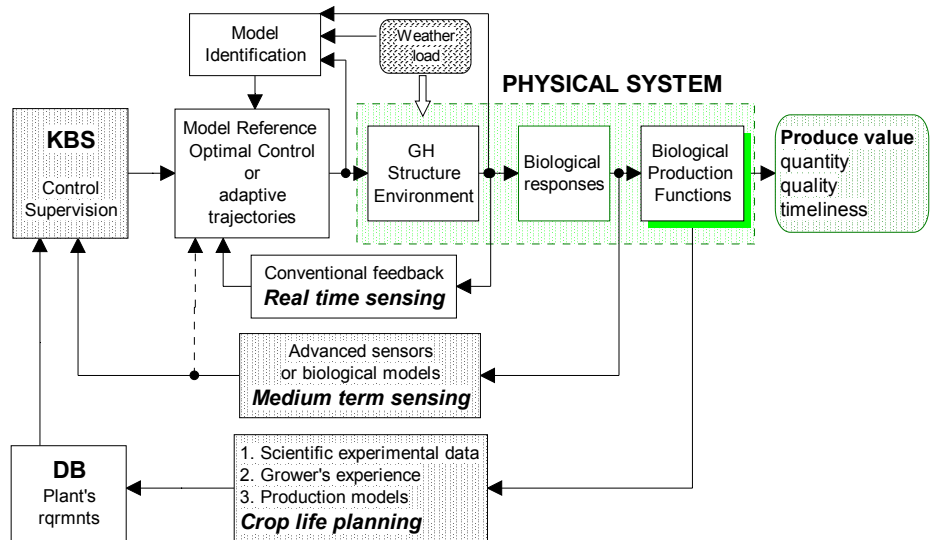 Model
Identification
Weather
load
PHYSICAL SYSTEM
KBS
Control
Supervision
Model Reference
Optimal Control
or
adaptive
trajectories
GH
Structure
Environment
Biological
responses
Biological
Production
Functions
Produce value
quantity
quality
timeliness
Conventional feedback
Real time sensing
Advanced sensors
or biological models
Medium term sensing
DB
Plant's
rqrmnts
1. Scientific experimental data
2. Grower's experience
3. Production models
Crop life planning